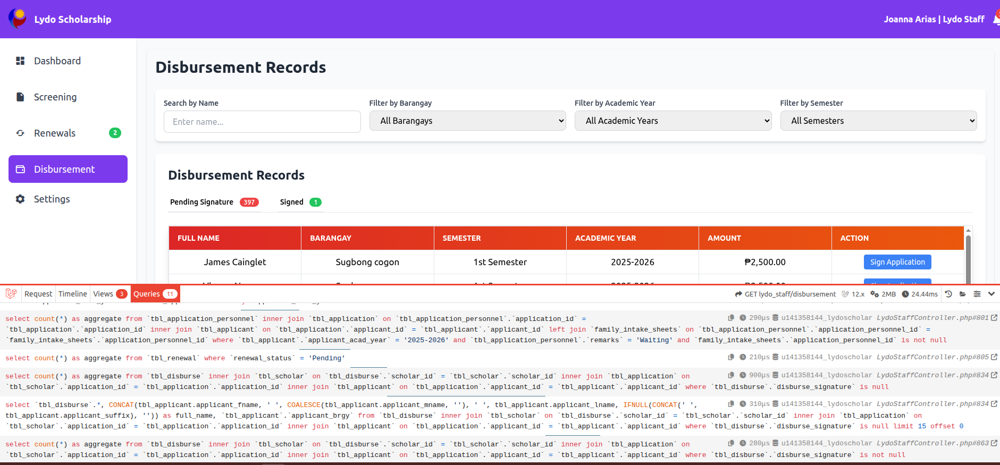 Lydo Scholarship
Joanna Arias | Lydo Staff
Dashboard
Screening
Renewals 2
Disbursement
Settings
Disbursement Records
Search by Name
Enter name...
Filter by Barangay
All Barangays
Filter by Academic Year
All Academic Years
Filter by Semester
All Semesters
Disbursement Records
Pending Signature 397
Signed 1
FULL NAME BARANGAY SEMESTER ACADEMIC YEAR AMOUNT ACTION
James Cainglet Sugbong cogon 1st Semester 2025-2026 ₱2,500.00 Sign Application
Request Timeline Views 3 Queries 11 GET lydo_staff/disbursement 12.x 2MB 24.44ms
select count(*) as aggregate from `tbl_application_personnel` inner join `tbl_application` on `tbl_application_personnel`.`application_id` = 290μs u141358144_lydoscholar LydoStaffController.php#801
`tbl_application`.`application_id` inner join `tbl_applicant` on `tbl_application`.`applicant_id` = `tbl_applicant`.`applicant_id` left join `family_intake_sheets` on `tbl_application_personnel`.`application_personnel_id` =
`family_intake_sheets`.`application_personnel_id` where `tbl_applicant`.`applicant_acad_year` = '2025-2026' and `tbl_application_personnel`.`remarks` = 'Waiting' and `family_intake_sheets`.`application_personnel_id` is not null
select count(*) as aggregate from `tbl_renewal` where `renewal_status` = 'Pending' 210μs u141358144_lydoscholar LydoStaffController.php#805
select count(*) as aggregate from `tbl_disburse` inner join `tbl_scholar` on `tbl_disburse`.`scholar_id` = `tbl_scholar`.`scholar_id` inner join `tbl_application` on 900μs u141358144_lydoscholar LydoStaffController.php#834
`tbl_scholar`.`application_id` = `tbl_application`.`application_id` inner join `tbl_applicant` on `tbl_application`.`applicant_id` = `tbl_applicant`.`applicant_id` where `tbl_disburse`.`disburse_signature` is null
select `tbl_disburse`.*, CONCAT(tbl_applicant.applicant_fname, ' ', COALESCE(tbl_applicant.applicant_mname, ''), ' ', tbl_applicant.applicant_lname, IFNULL(CONCAT(' ', 310μs u141358144_lydoscholar LydoStaffController.php#834
tbl_applicant.applicant_suffix), '')) as full_name, `tbl_applicant`.`applicant_brgy` from `tbl_disburse` inner join `tbl_scholar` on `tbl_disburse`.`scholar_id` = `tbl_scholar`.`scholar_id` inner join `tbl_application` on
`tbl_scholar`.`application_id` = `tbl_application`.`application_id` inner join `tbl_applicant` on `tbl_application`.`applicant_id` = `tbl_applicant`.`applicant_id` where `tbl_disburse`.`disburse_signature` is null limit 15 offset 0
select count(*) as aggregate from `tbl_disburse` inner join `tbl_scholar` on `tbl_disburse`.`scholar_id` = `tbl_scholar`.`scholar_id` inner join `tbl_application` on 280μs u141358144_lydoscholar LydoStaffController.php#863
`tbl_scholar`.`application_id` = `tbl_application`.`application_id` inner join `tbl_applicant` on `tbl_application`.`applicant_id` = `tbl_applicant`.`applicant_id` where `tbl_disburse`.`disburse_signature` is not null